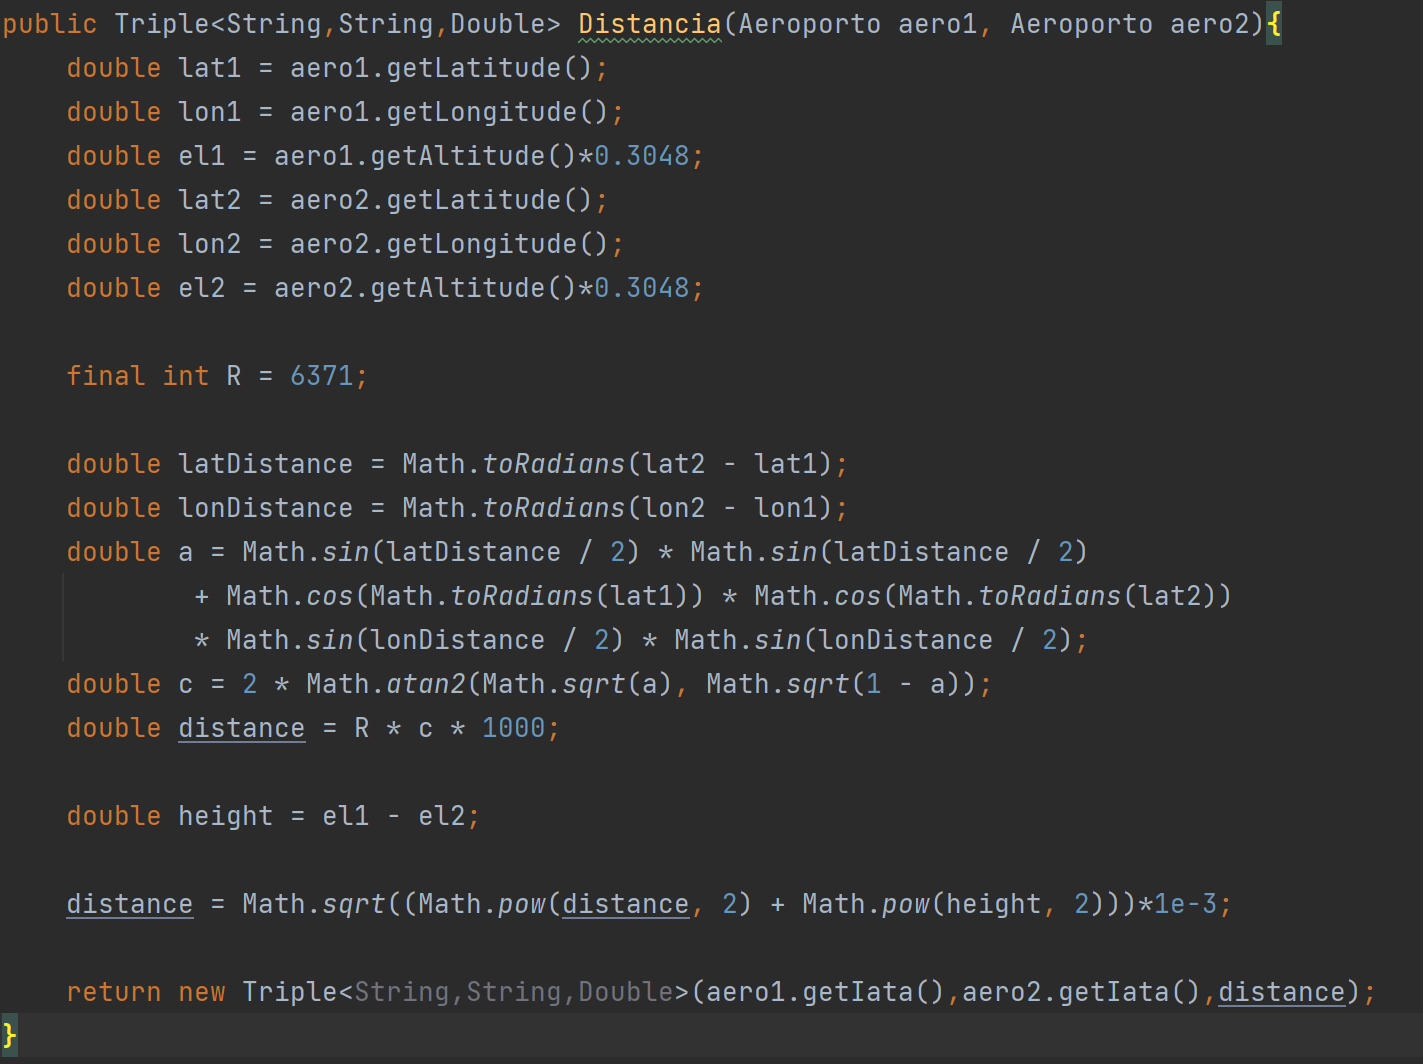 public Triple<String,String,Double> Distancia(Aeroporto aero1, Aeroporto aero2){
    double lat1 = aero1.getLatitude();
    double lon1 = aero1.getLongitude();
    double el1 = aero1.getAltitude()*0.3048;
    double lat2 = aero2.getLatitude();
    double lon2 = aero2.getLongitude();
    double el2 = aero2.getAltitude()*0.3048;

    final int R = 6371;

    double latDistance = Math.toRadians(lat2 - lat1);
    double lonDistance = Math.toRadians(lon2 - lon1);
    double a = Math.sin(latDistance / 2) * Math.sin(latDistance / 2)
            + Math.cos(Math.toRadians(lat1)) * Math.cos(Math.toRadians(lat2))
            * Math.sin(lonDistance / 2) * Math.sin(lonDistance / 2);
    double c = 2 * Math.atan2(Math.sqrt(a), Math.sqrt(1 - a));
    double distance = R * c * 1000;

    double height = el1 - el2;

    distance = Math.sqrt((Math.pow(distance, 2) + Math.pow(height, 2)))*1e-3;

    return new Triple<String,String,Double>(aero1.getIata(),aero2.getIata(),distance);
}